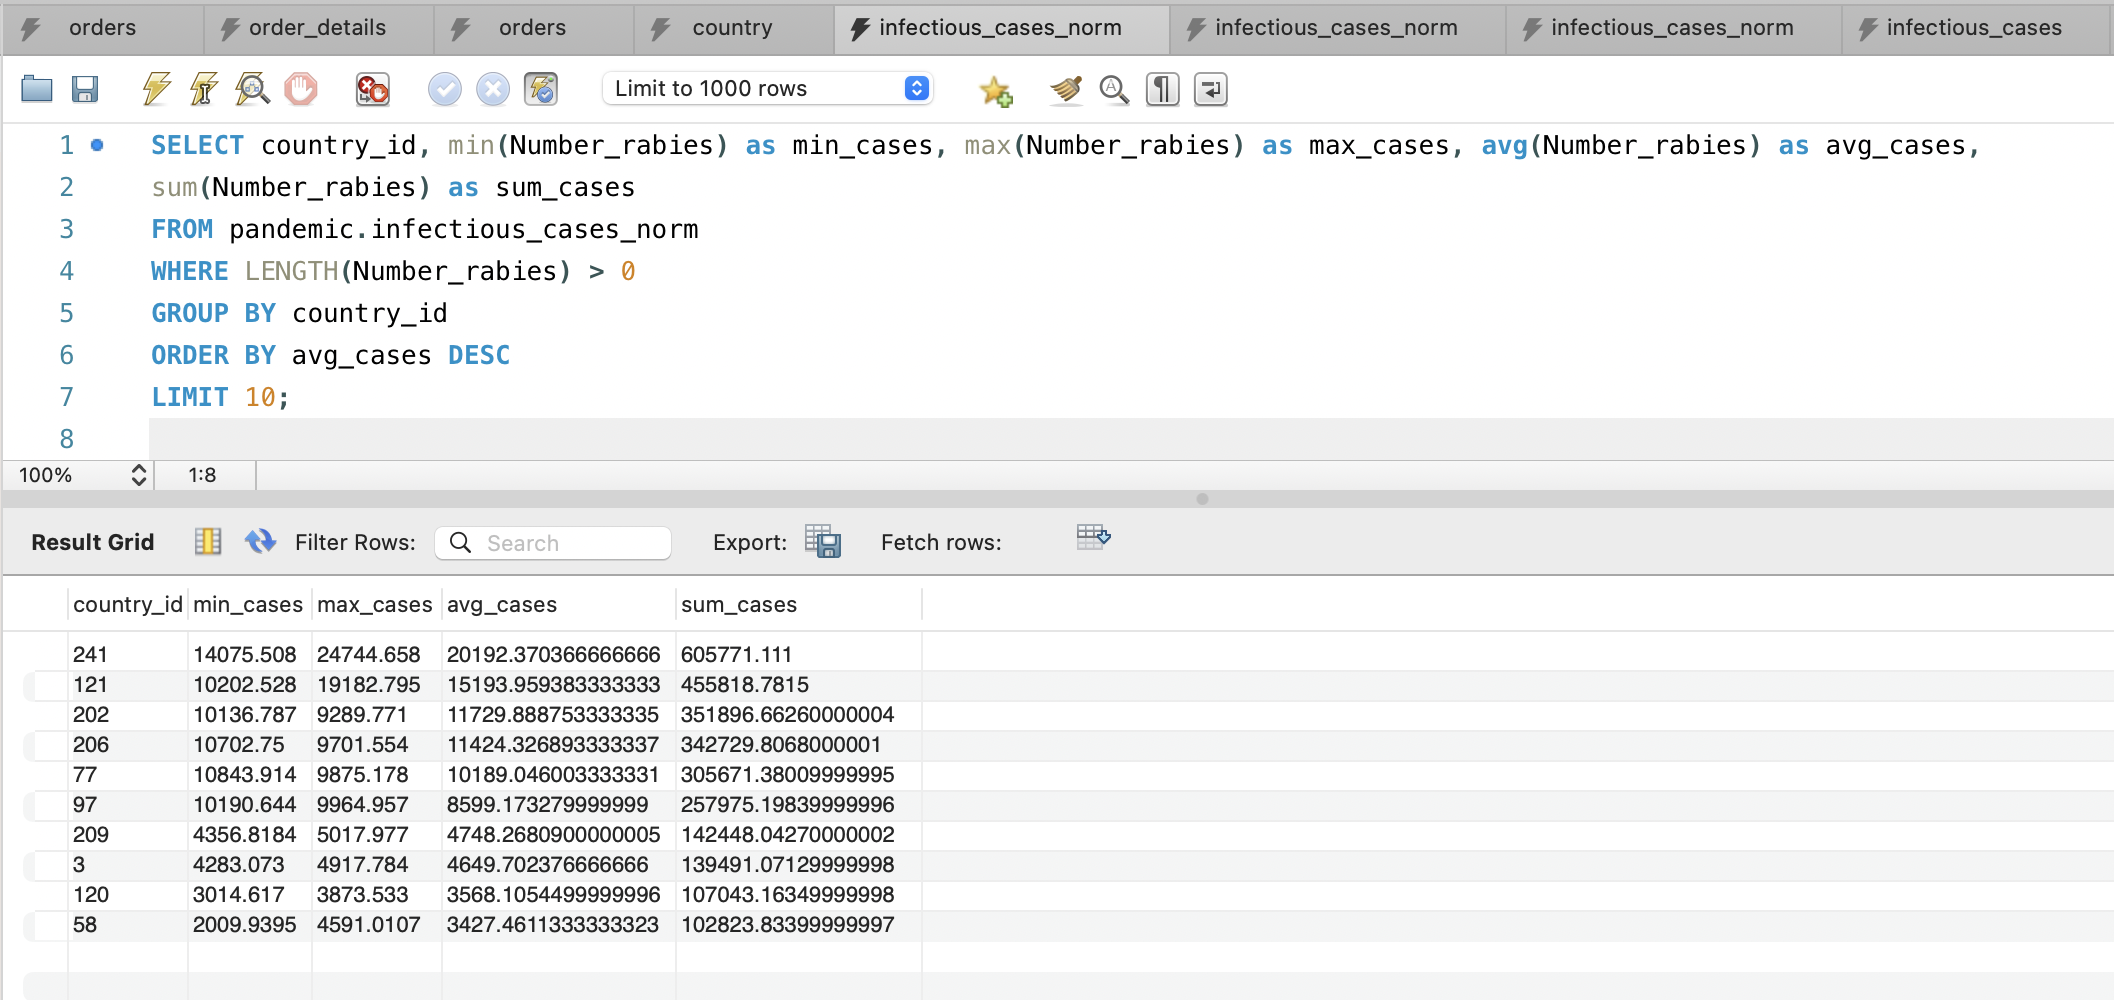 orders order_details orders country infectious_cases_norm infectious_cases_norm infectious_cases_norm infectious_cases
Limit to 1000 rows
1 SELECT country_id, min(Number_rabies) as min_cases, max(Number_rabies) as max_cases, avg(Number_rabies) as avg_cases,
2 sum(Number_rabies) as sum_cases
3 FROM pandemic.infectious_cases_norm
4 WHERE LENGTH(Number_rabies) > 0
5 GROUP BY country_id
6 ORDER BY avg_cases DESC
7 LIMIT 10;
8
100% 1:8
Result Grid Filter Rows: Search Export: Fetch rows:
country_id min_cases max_cases avg_cases sum_cases
241 14075.508 24744.658 20192.370366666666 605771.111
121 10202.528 19182.795 15193.959383333333 455818.7815
202 10136.787 9289.771 11729.888753333335 351896.66260000004
206 10702.75 9701.554 11424.326893333337 342729.8068000001
77 10843.914 9875.178 10189.046003333331 305671.38009999995
97 10190.644 9964.957 8599.173279999999 257975.19839999996
209 4356.8184 5017.977 4748.2680900000005 142448.04270000002
3 4283.073 4917.784 4649.702376666666 139491.07129999998
120 3014.617 3873.533 3568.1054499999996 107043.16349999998
58 2009.9395 4591.0107 3427.4611333333323 102823.83399999997